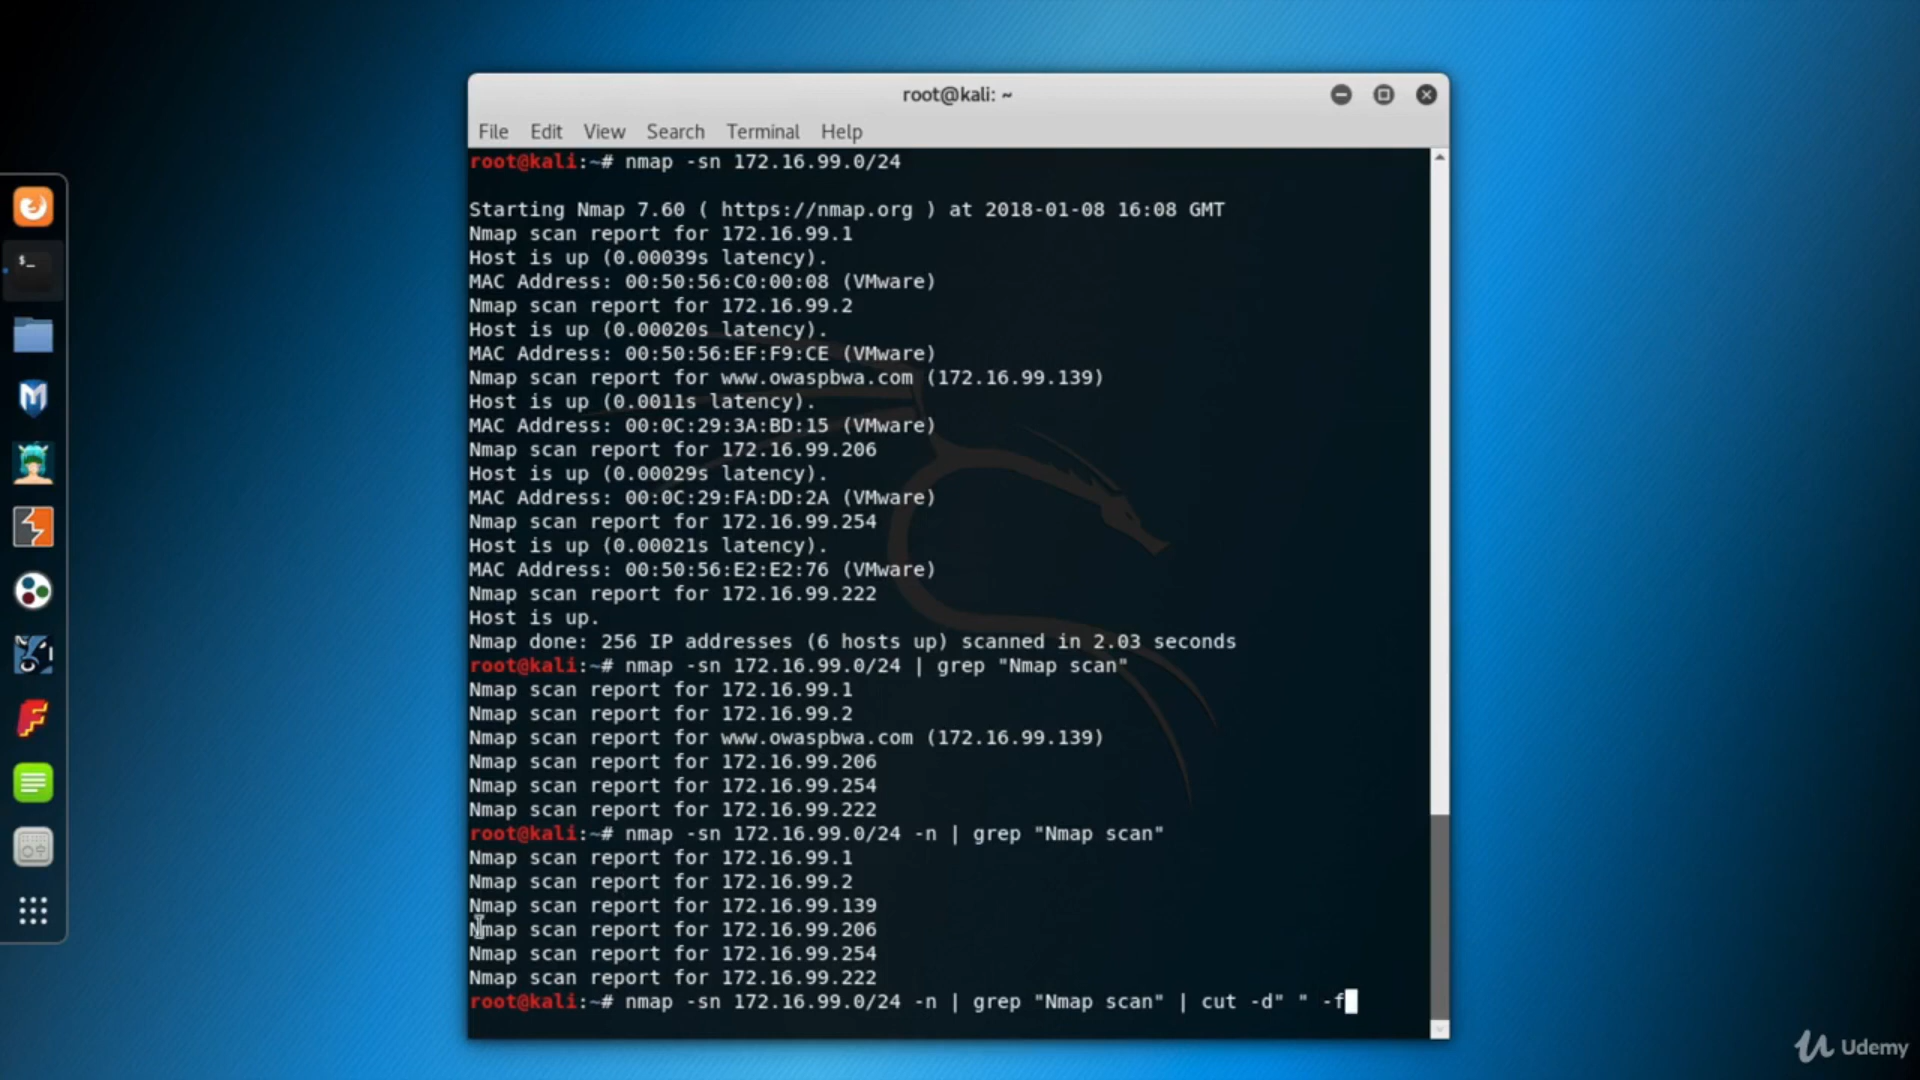 root@kali: ~
File Edit View Search Terminal Help
root@kali:~# nmap -sn 172.16.99.0/24
Starting Nmap 7.60 ( https://nmap.org ) at 2018-01-08 16:08 GMT
Nmap scan report for 172.16.99.1
Host is up (0.00039s latency).
MAC Address: 00:50:56:C0:00:08 (VMware)
Nmap scan report for 172.16.99.2
Host is up (0.00020s latency).
MAC Address: 00:50:56:EF:F9:CE (VMware)
Nmap scan report for www.owaspbwa.com (172.16.99.139)
Host is up (0.0011s latency).
MAC Address: 00:0C:29:3A:BD:15 (VMware)
Nmap scan report for 172.16.99.206
Host is up (0.00029s latency).
MAC Address: 00:0C:29:FA:DD:2A (VMware)
Nmap scan report for 172.16.99.254
Host is up (0.00021s latency).
MAC Address: 00:50:56:E2:E2:76 (VMware)
Nmap scan report for 172.16.99.222
Host is up.
Nmap done: 256 IP addresses (6 hosts up) scanned in 2.03 seconds
root@kali:~# nmap -sn 172.16.99.0/24 | grep "Nmap scan"
Nmap scan report for 172.16.99.1
Nmap scan report for 172.16.99.2
Nmap scan report for www.owaspbwa.com (172.16.99.139)
Nmap scan report for 172.16.99.206
Nmap scan report for 172.16.99.254
Nmap scan report for 172.16.99.222
root@kali:~# nmap -sn 172.16.99.0/24 -n | grep "Nmap scan"
Nmap scan report for 172.16.99.1
Nmap scan report for 172.16.99.2
Nmap scan report for 172.16.99.139
Nmap scan report for 172.16.99.206
Nmap scan report for 172.16.99.254
Nmap scan report for 172.16.99.222
root@kali:~# nmap -sn 172.16.99.0/24 -n | grep "Nmap scan" | cut -d" " -f
Udemy